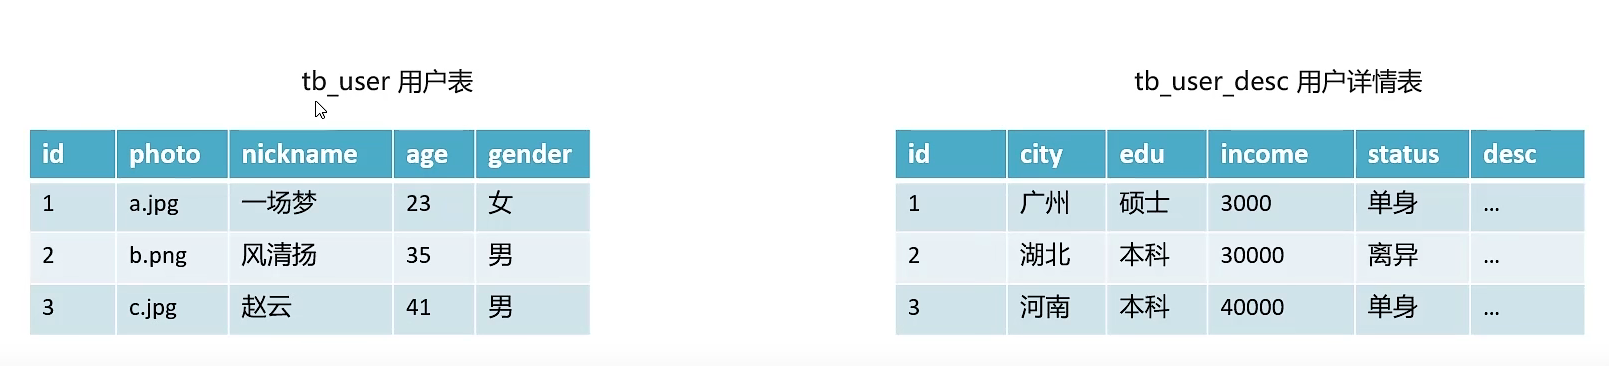 tb_user 用户表
tb_user_desc 用户详情表
id photo nickname age gender
1 a.jpg 一场梦 23 女
2 b.png 风清扬 35 男
3 c.jpg 赵云 41 男
id city edu income status desc
1 广州 硕士 3000 单身 ...
2 湖北 本科 30000 离异 ...
3 河南 本科 40000 单身 ...